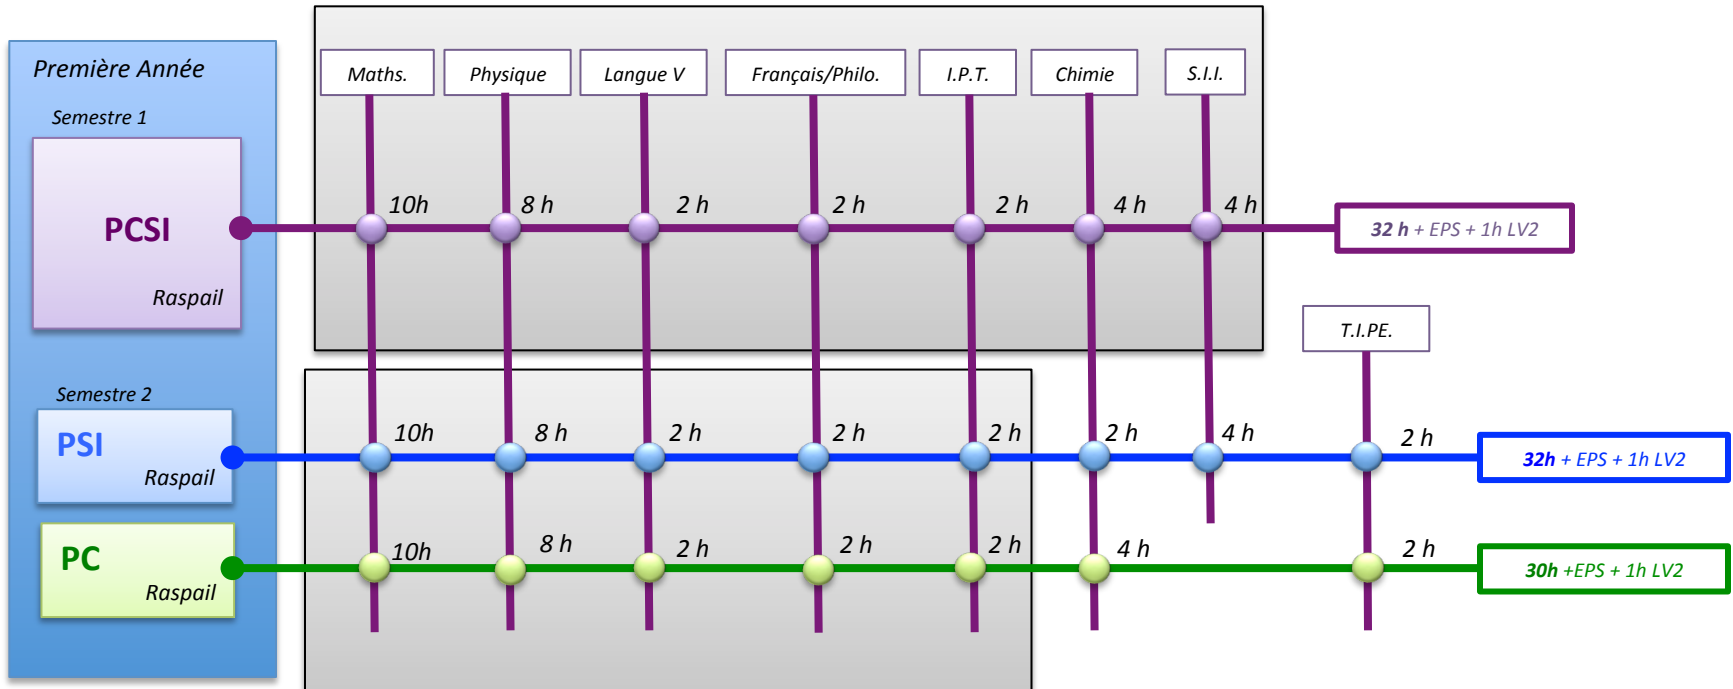 Première Année
Maths.
Physique
Langue V
Français/Philo.
I.P.T.
Chimie
S.I.I.
Semestre 1
PCSI
Raspail
10h
8 h
2 h
2 h
2 h
4 h
4 h
32 h + EPS + 1h LV2
T.I.PE.
Semestre 2
PSI
Raspail
10h
8 h
2 h
2 h
2 h
2 h
4 h
2 h
32h + EPS + 1h LV2
PC
Raspail
10h
8 h
2 h
2 h
2 h
4 h
2 h
30h +EPS + 1h LV2